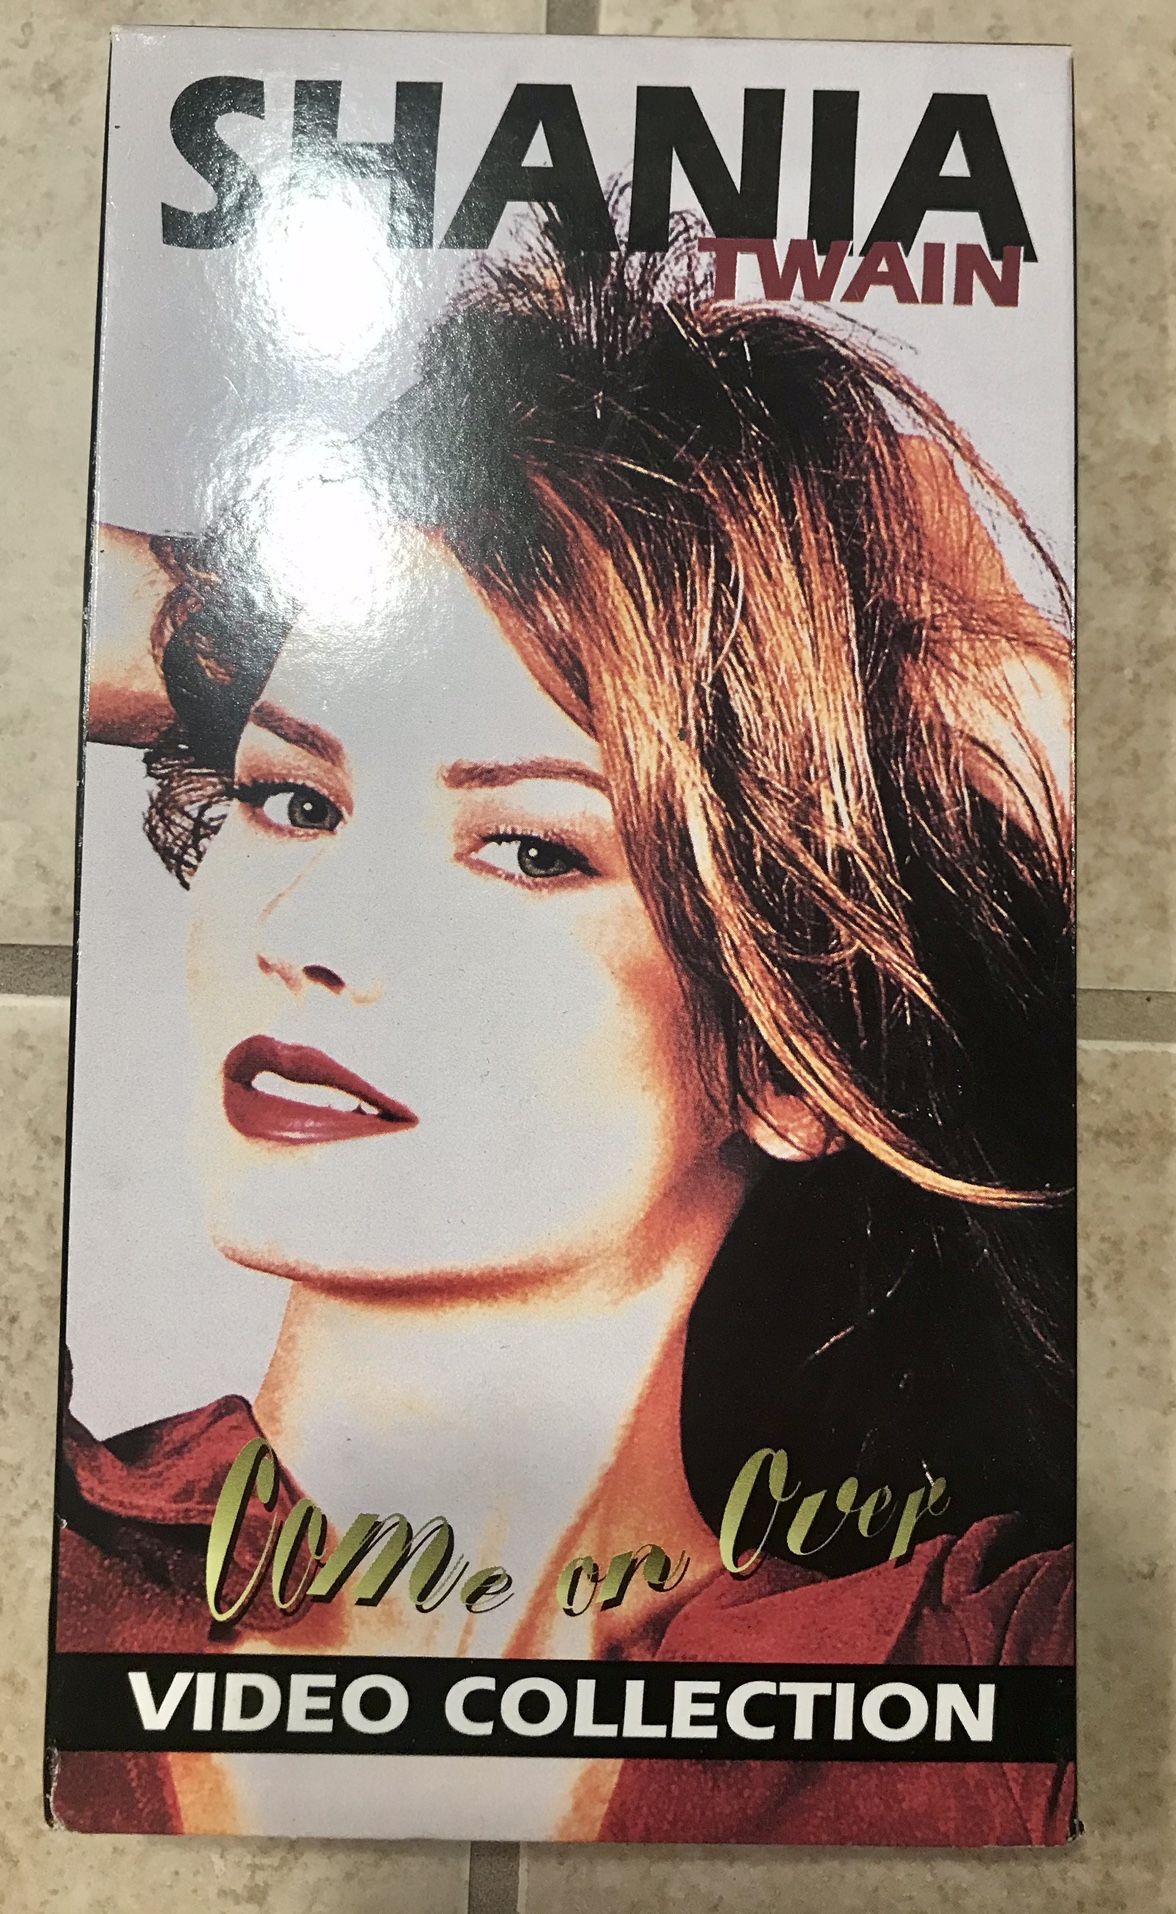 SHANIA
TWAIN
Come on Over
VIDEO COLLECTION